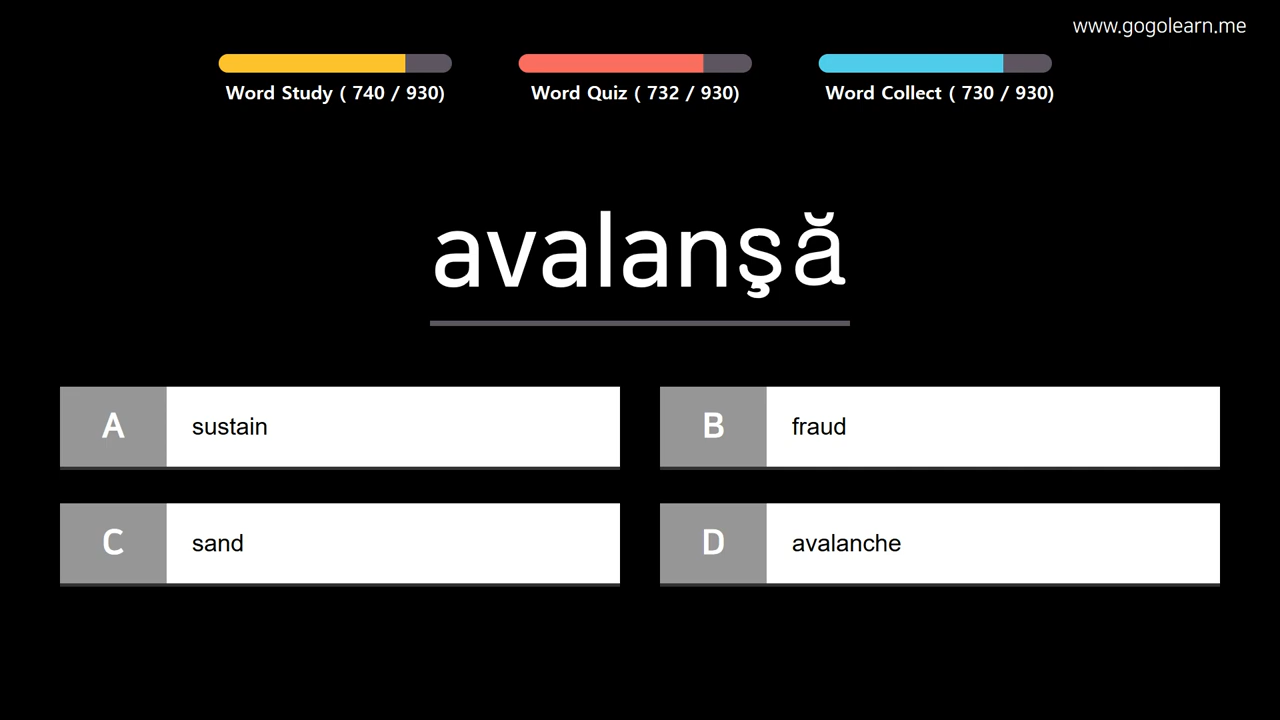 www.gogolearn.me
Word Study ( 740 / 930)
Word Quiz ( 732 / 930)
Word Collect ( 730 / 930)
avalanşă
A sustain
B fraud
C sand
D avalanche